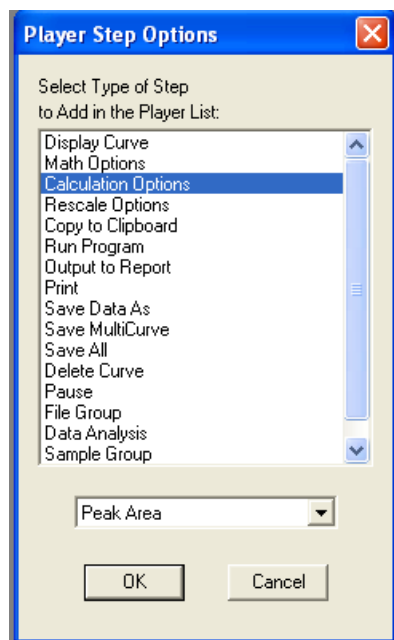 Player Step Options
Select Type of Step
to Add in the Player List:
Display Curve
Math Options
Calculation Options
Rescale Options
Copy to Clipboard
Run Program
Output to Report
Print
Save Data As
Save MultiCurve
Save All
Delete Curve
Pause
File Group
Data Analysis
Sample Group
Peak Area
OK Cancel